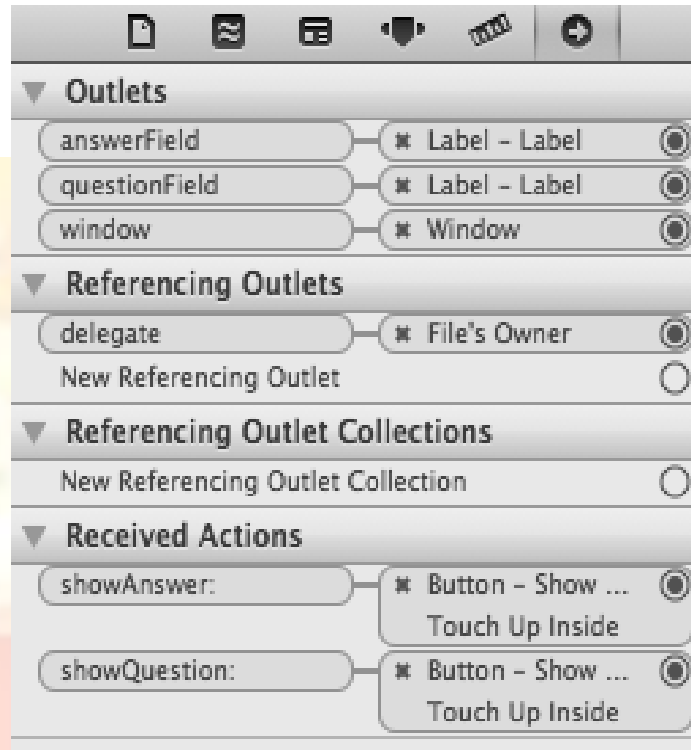 Outlets
answerField Label - Label
questionField Label - Label
window Window
Referencing Outlets
delegate File's Owner
New Referencing Outlet
Referencing Outlet Collections
New Referencing Outlet Collection
Received Actions
showAnswer: Button - Show ...
Touch Up Inside
showQuestion: Button - Show ...
Touch Up Inside